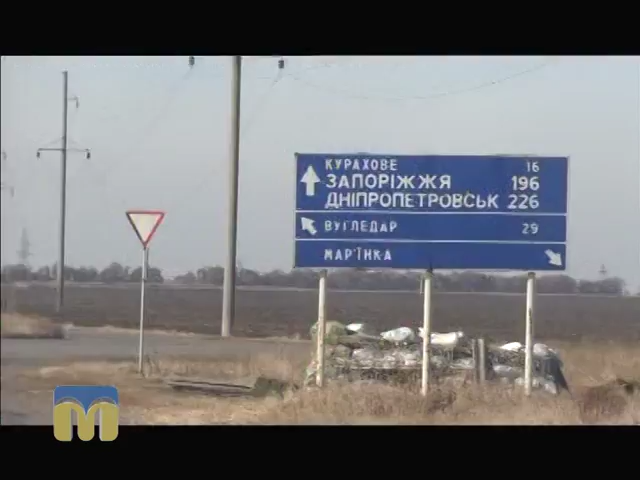 КУРАХОВЕ 16
ЗАПОРІЖЖЯ 196
ДНІПРОПЕТРОВСЬК 226
ВУГЛЕДАР 29
МАР'ЇНКА
M